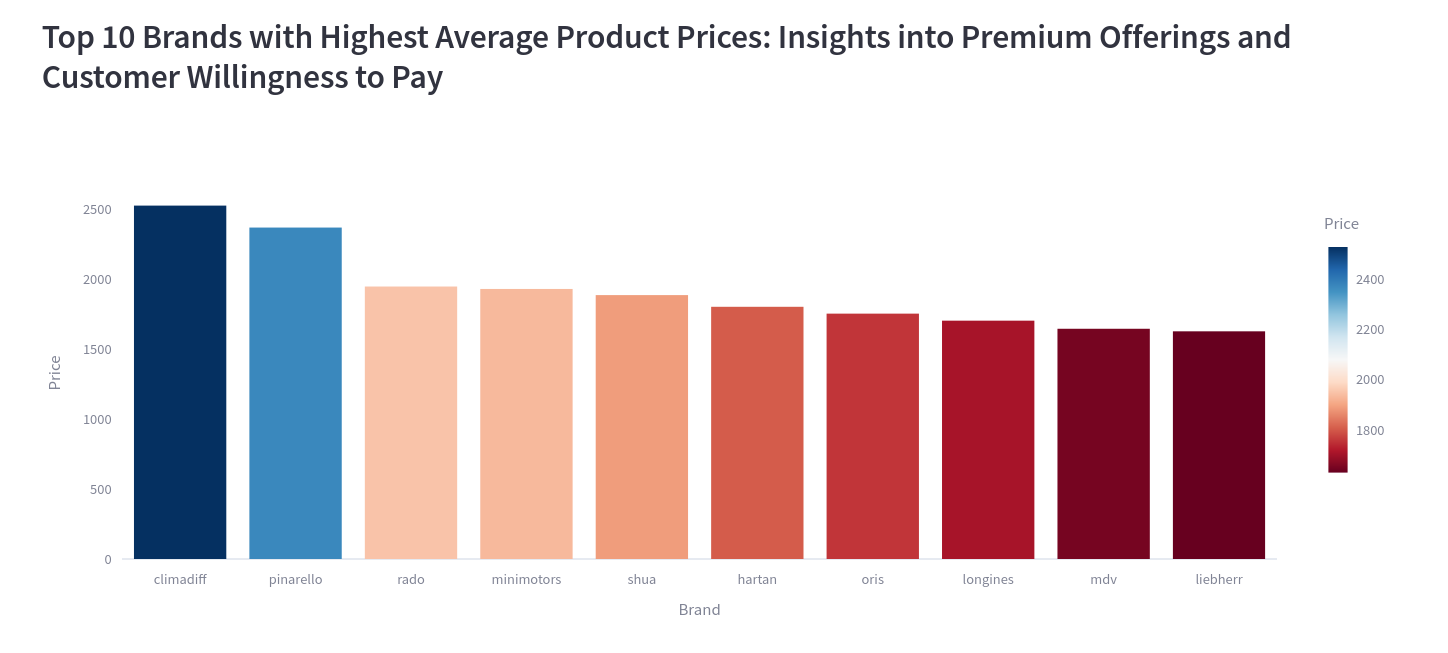 Top 10 Brands with Highest Average Product Prices: Insights into Premium Offerings and
Customer Willingness to Pay
2500
2000
1500
1000
500
0
Price
climadiff
pinarello
rado
minimotors
shua
hartan
oris
longines
mdv
liebherr
Brand
Price
2400
2200
2000
1800